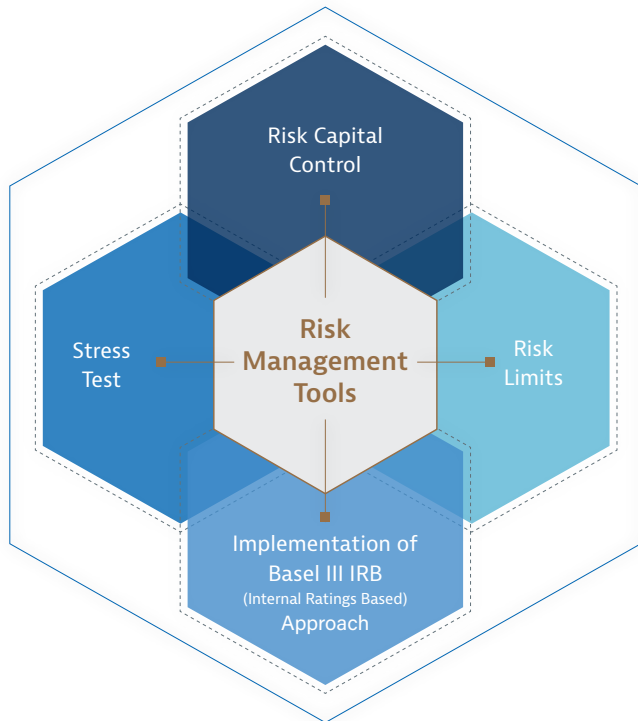 Risk Capital
Control
Stress
Test
Risk
Management
Tools
Risk
Limits
Implementation of
Basel III IRB
(Internal Ratings Based)
Approach